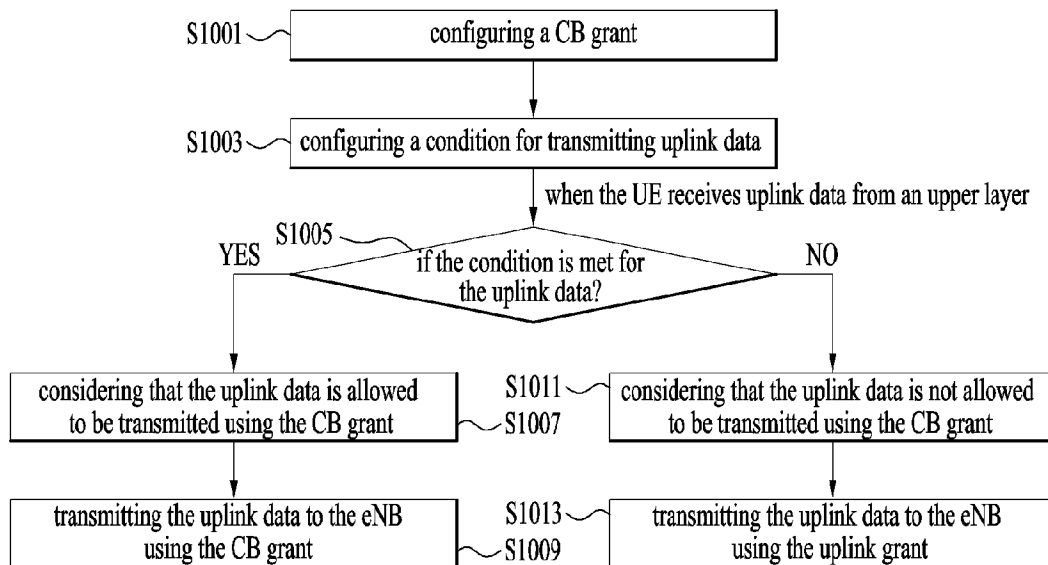 S1001
configuring a CB grant
S1003
configuring a condition for transmitting uplink data
when the UE receives uplink data from an upper layer
S1005
YES
NO
if the condition is met for
the uplink data?
considering that the uplink data is allowed
to be transmitted using the CB grant
S1007
S1011
considering that the uplink data is not allowed
to be transmitted using the CB grant
transmitting the uplink data to the eNB
using the CB grant
S1009
S1013
transmitting the uplink data to the eNB
using the uplink grant